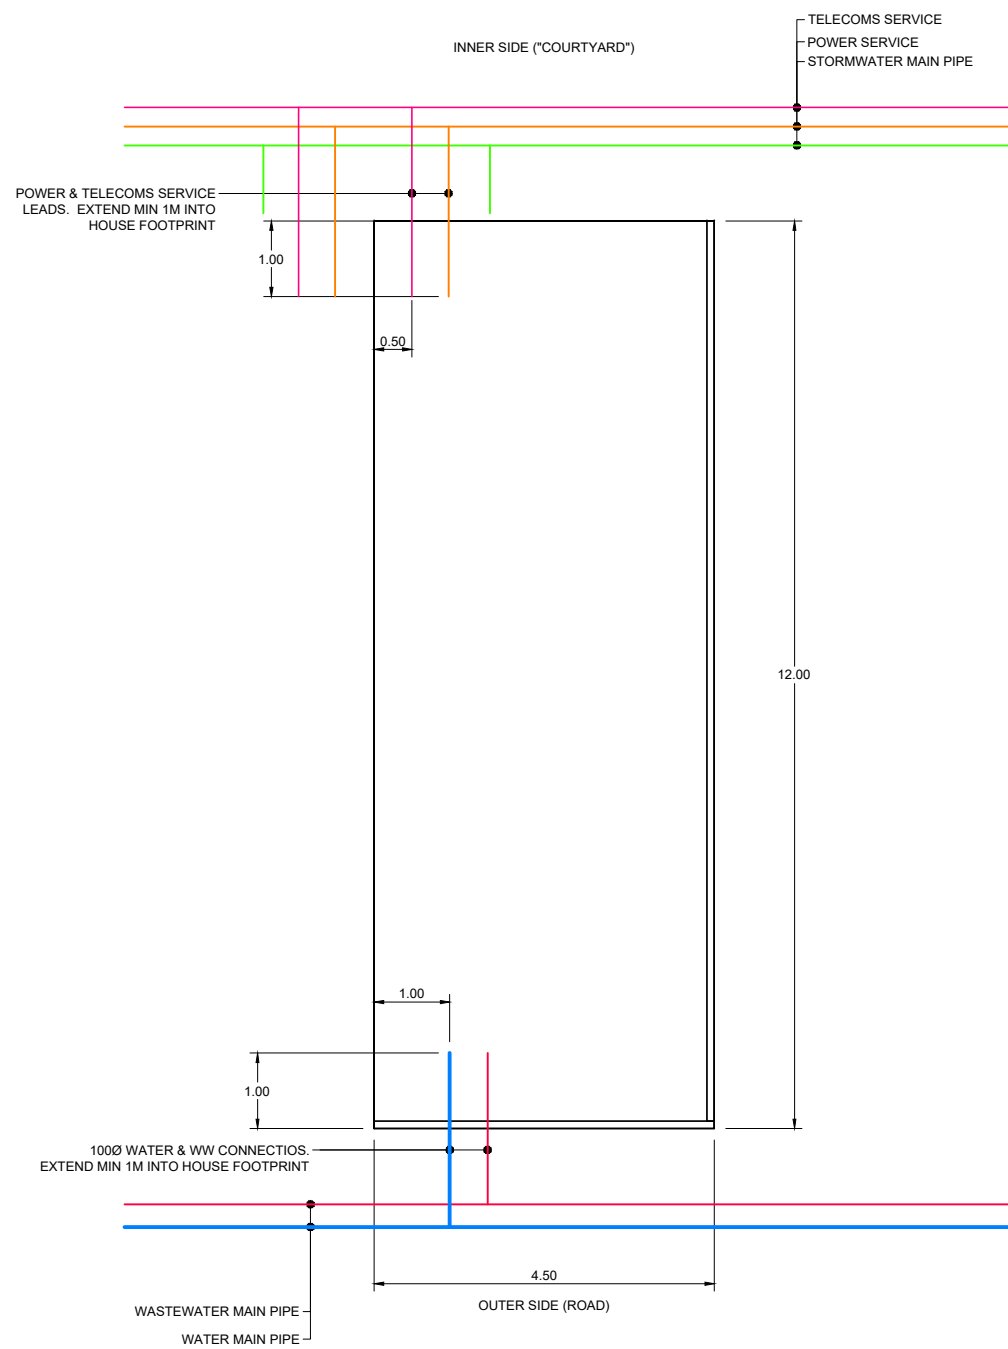 TELECOMS SERVICE
INNER SIDE ("COURTYARD")
POWER SERVICE
STORMWATER MAIN PIPE
POWER & TELECOMS SERVICE
LEADS. EXTEND MIN 1M INTO
HOUSE FOOTPRINT
1.00
0.50
12.00
1.00
1.00
100Ø WATER & WW CONNECTIOS.
EXTEND MIN 1M INTO HOUSE FOOTPRINT
4.50
OUTER SIDE (ROAD)
WASTEWATER MAIN PIPE
WATER MAIN PIPE